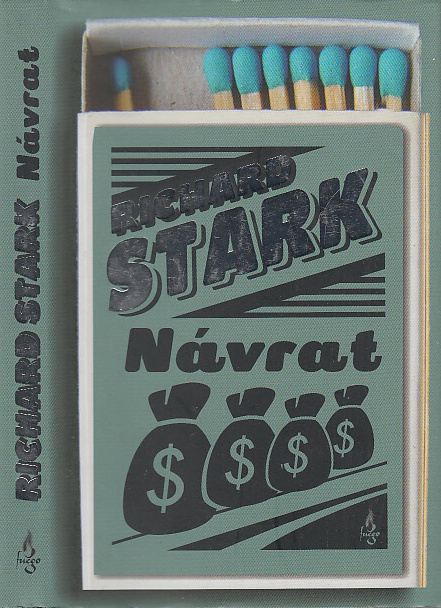 RICHARD STARK Návrat
fuego
RICHARD
STARK
Návrat
$ $ $ $
fuego